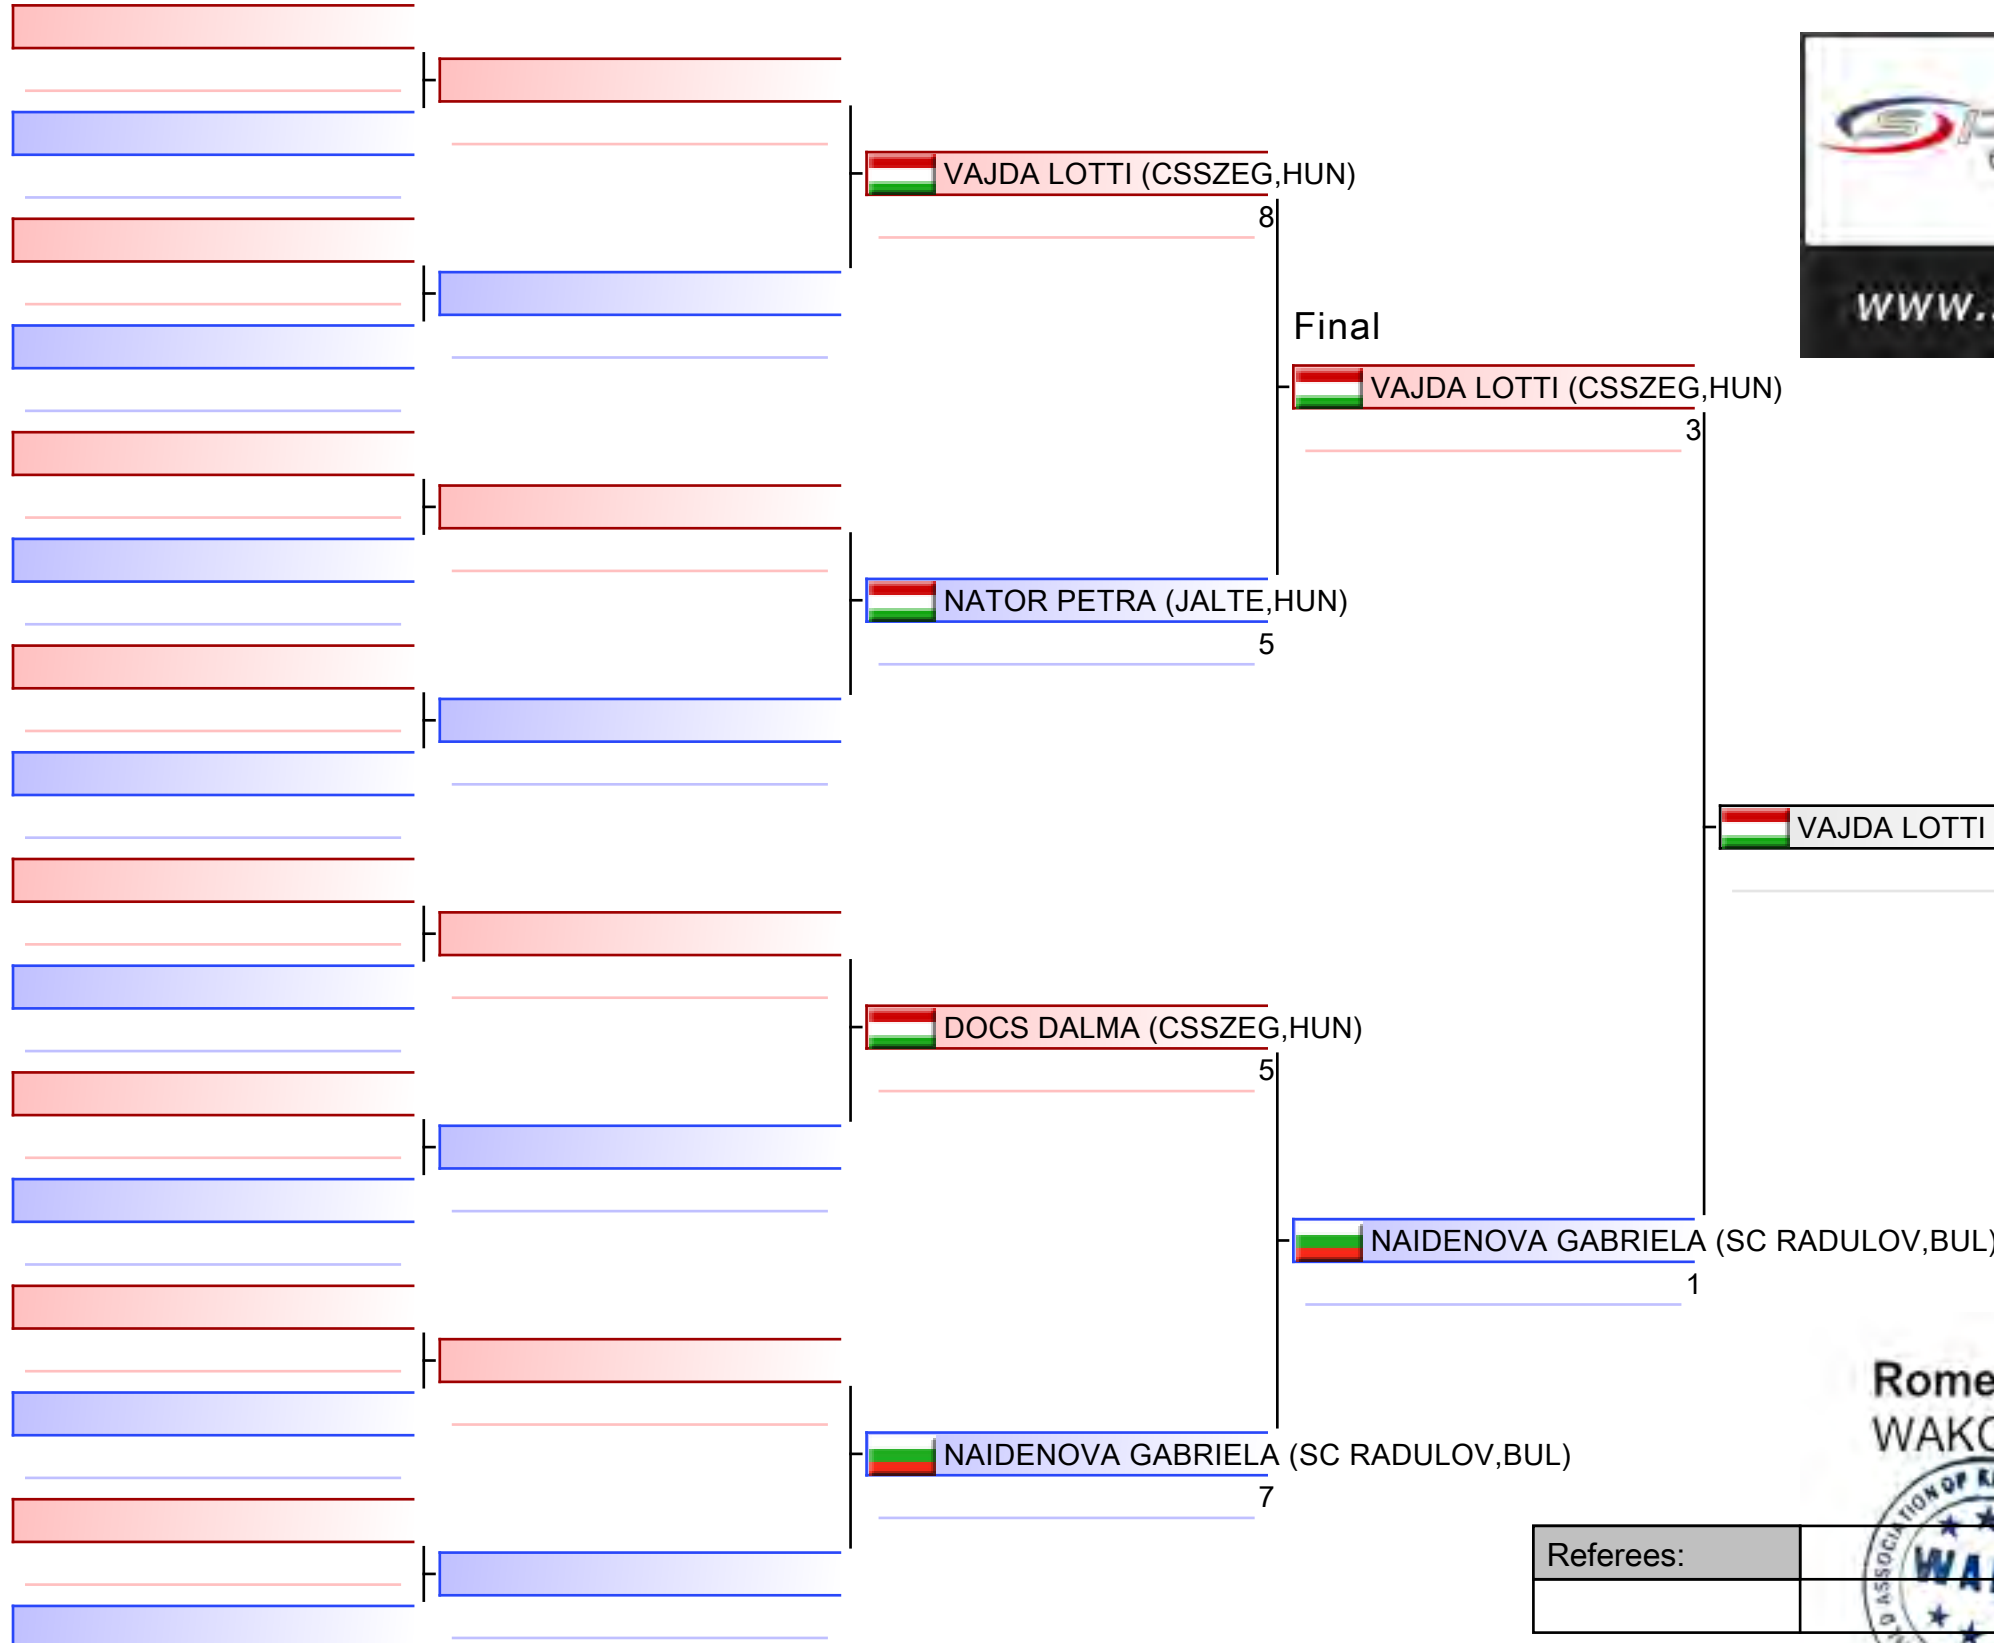 VAJDA LOTTI (CSSZEG,HUN)
8
Final
www.
VAJDA LOTTI (CSSZEG,HUN)
3
NATOR PETRA (JALTE,HUN)
5
VAJDA LOTTI
DOCS DALMA (CSSZEG,HUN)
5
NAIDENOVA GABRIELA (SC RADULOV,BUL)
1
NAIDENOVA GABRIELA (SC RADULOV,BUL)
7
Referees: